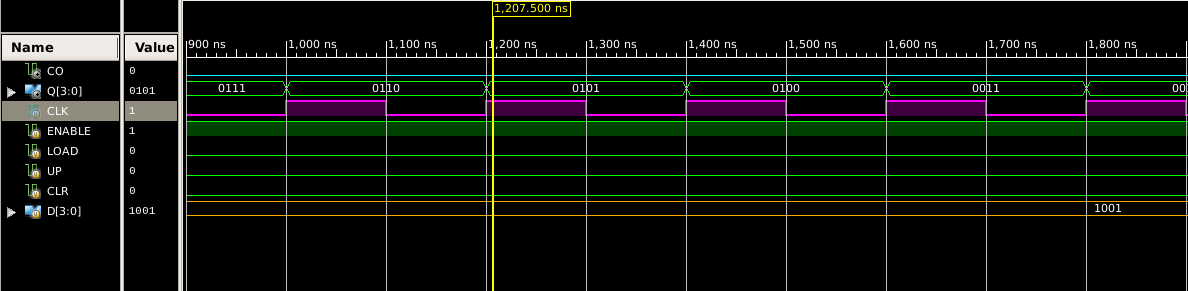 1,207.500 ns
Name Value
900 ns 1,000 ns 1,100 ns 1,200 ns 1,300 ns 1,400 ns 1,500 ns 1,600 ns 1,700 ns 1,800 ns
CO 0
Q[3:0] 0101 0111 0110 0101 0100 0011 00
CLK 1
ENABLE 1
LOAD 0
UP 0
CLR 0
D[3:0] 1001 1001